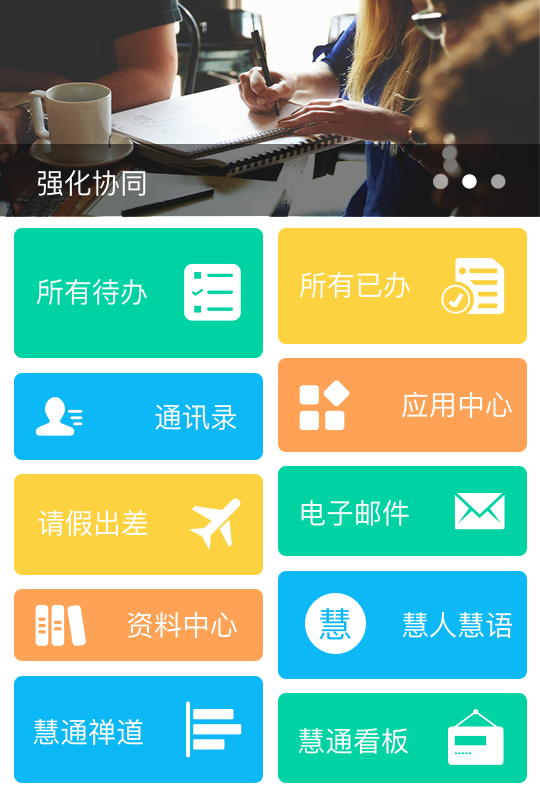 强化协同
所有待办
所有已办
通讯录
应用中心
请假出差
电子邮件
资料中心
慧
慧人慧语
慧通禅道
慧通看板